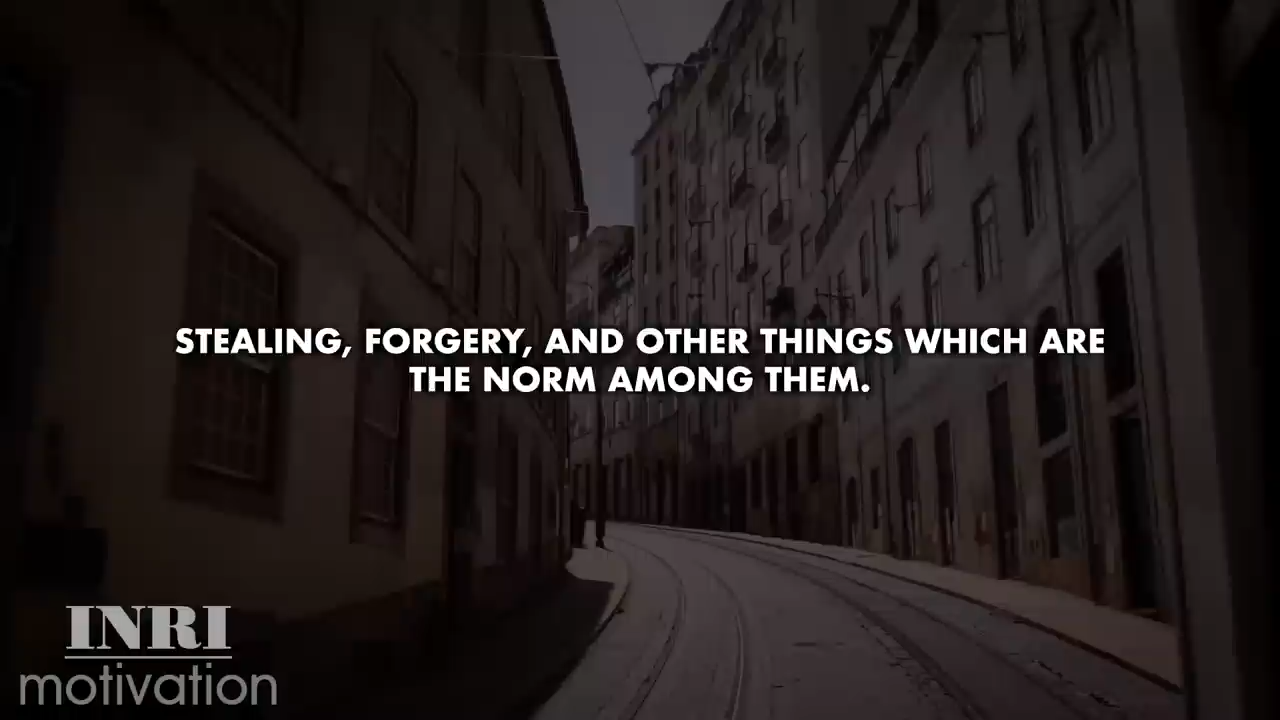 STEALING, FORGERY, AND OTHER THINGS WHICH ARE
THE NORM AMONG THEM.
INRI
motivation